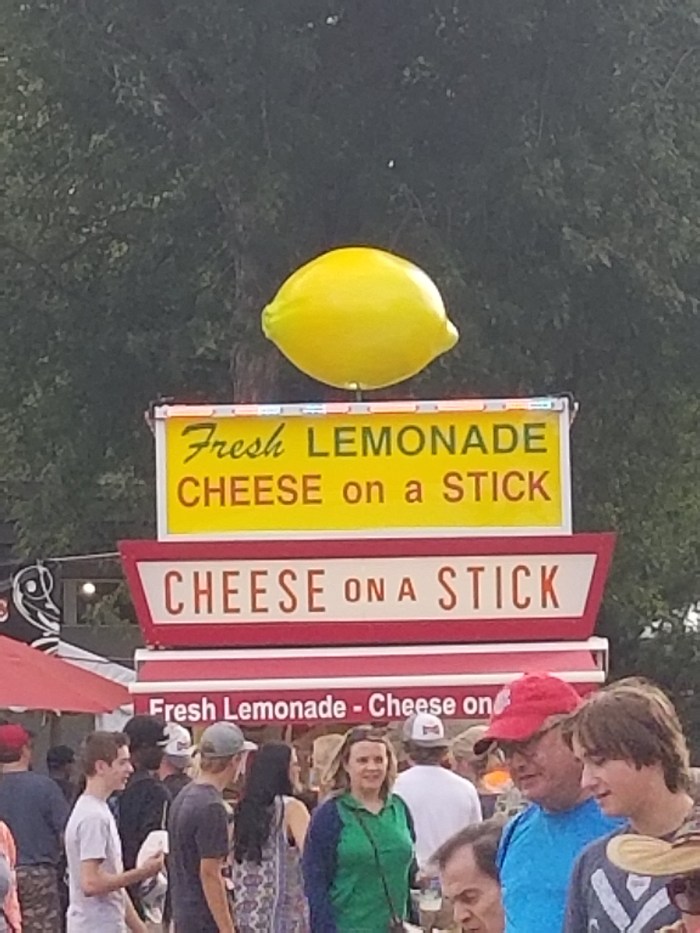 Fresh LEMONADE
CHEESE on a STICK
CHEESE ON A STICK
Fresh Lemonade - Cheese on